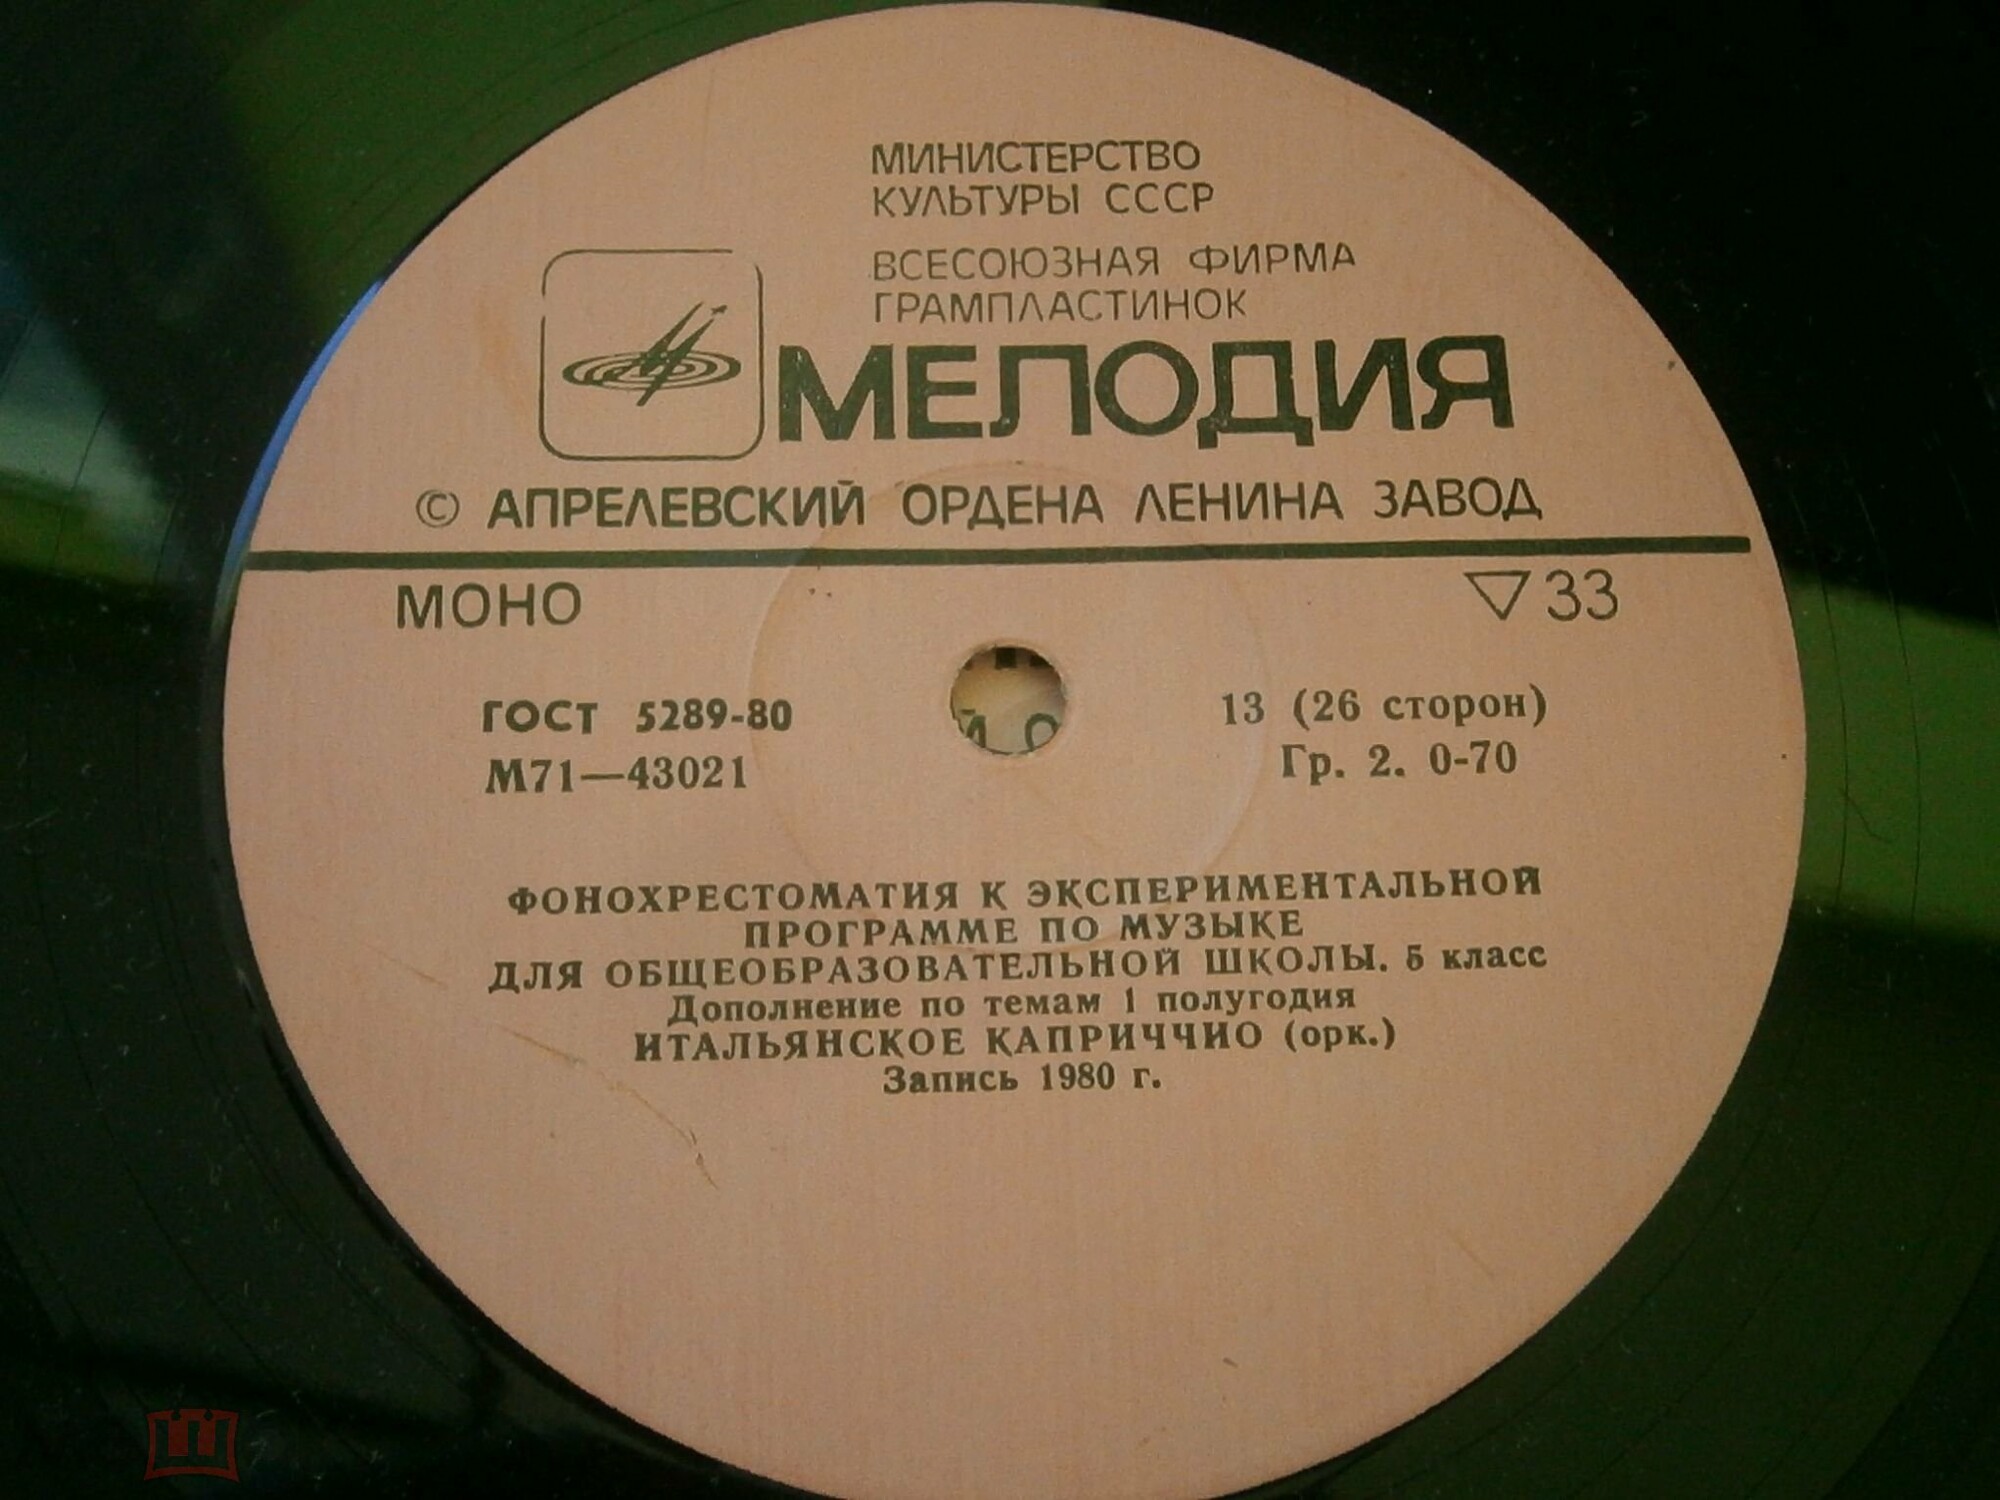 МИНИСТЕРСТВО
КУЛЬТУРЫ СССР
ВСЕСОЮЗНАЯ ФИРМА
ГРАМПЛАСТИНОК
МЕЛОДИЯ
© АПРЕЛЕВСКИЙ ОРДЕНА ЛЕНИНА ЗАВОД
МОНО
▽33
ГОСТ 5289-80
13 (26 сторон)
М71—43021
Гр. 2. 0-70
ФОНОХРЕСТОМАТИЯ К ЭКСПЕРИМЕНТАЛЬНОЙ
ПРОГРАММЕ ПО МУЗЫКЕ
ДЛЯ ОБЩЕОБРАЗОВАТЕЛЬНОЙ ШКОЛЫ. 5 класс
Дополнение по темам 1 полугодия
ИТАЛЬЯНСКОЕ КАПРИЧЧИО (орк.)
Запись 1980 г.